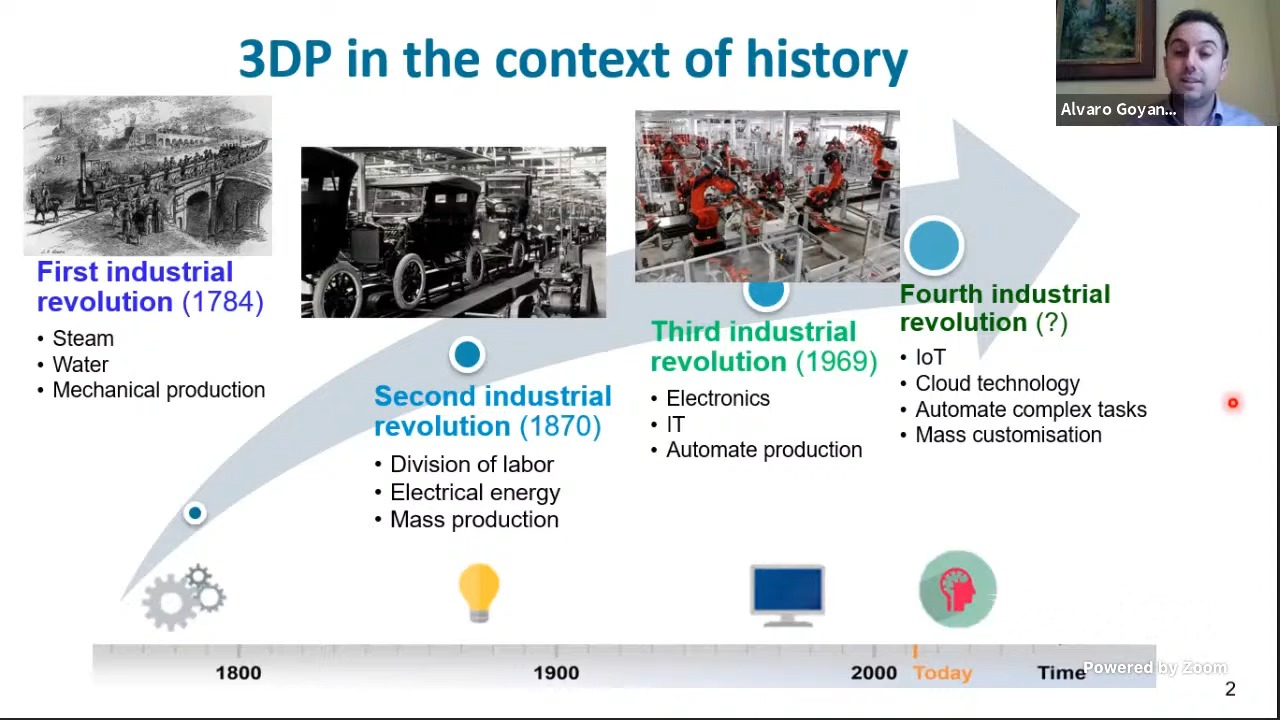 3DP in the context of history
Alvaro Goyan...
First industrial
revolution (1784)
• Steam
• Water
• Mechanical production
Second industrial
revolution (1870)
• Division of labor
• Electrical energy
• Mass production
Third industrial
revolution (1969)
• Electronics
• IT
• Automate production
Fourth industrial
revolution (?)
• IoT
• Cloud technology
• Automate complex tasks
• Mass customisation
1800
1900
2000
Today
Time
Powered by Zoom
2